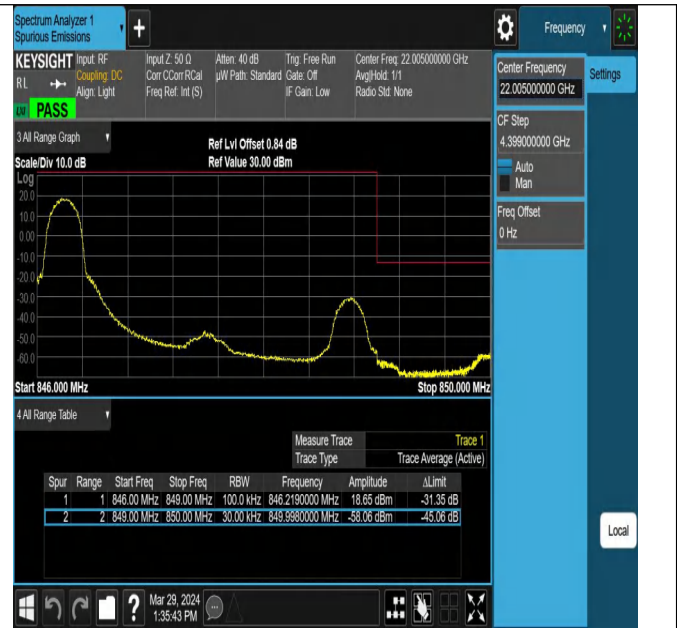 Spectrum Analyzer 1
Spurious Emissions
+
Frequency
KEYSIGHT Input: RF Input Z: 50 Ω Atten: 40 dB Trig: Free Run Center Freq: 22.005000000 GHz
RL Coupling: DC Corr CCorr RCal µW Path: Standard Gate: Off Avg|Hold: 1/1
Align: Light Freq Ref: Int (S) IF Gain: Low Radio Std: None
LXI PASS
Center Frequency
22.005000000 GHz
Settings
CF Step
4.399000000 GHz
Auto
Man
Freq Offset
0 Hz
3 All Range Graph
Ref Lvl Offset 0.84 dB
Scale/Div 10.0 dB Ref Value 30.00 dBm
Log
20.0
10.0
0.00
-10.0
-20.0
-30.0
-40.0
-50.0
-60.0
Start 846.000 MHz Stop 850.000 MHz
4 All Range Table
Measure Trace Trace 1
Trace Type Trace Average (Active)
Spur Range Start Freq Stop Freq RBW Frequency Amplitude ΔLimit
1 1 846.00 MHz 849.00 MHz 100.0 kHz 846.2190000 MHz 18.65 dBm -31.35 dB
2 2 849.00 MHz 850.00 MHz 30.00 kHz 849.9980000 MHz -58.06 dBm -45.06 dB
Local
?
Mar 29, 2024
1:35:43 PM